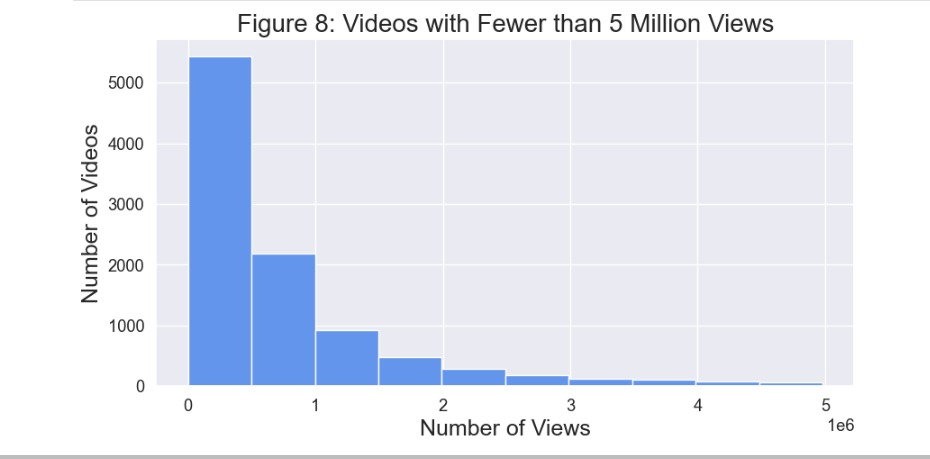 Figure 8: Videos with Fewer than 5 Million Views
Number of Videos
5000
4000
3000
2000
1000
0
0 1 2 3 4 5
1e6
Number of Views